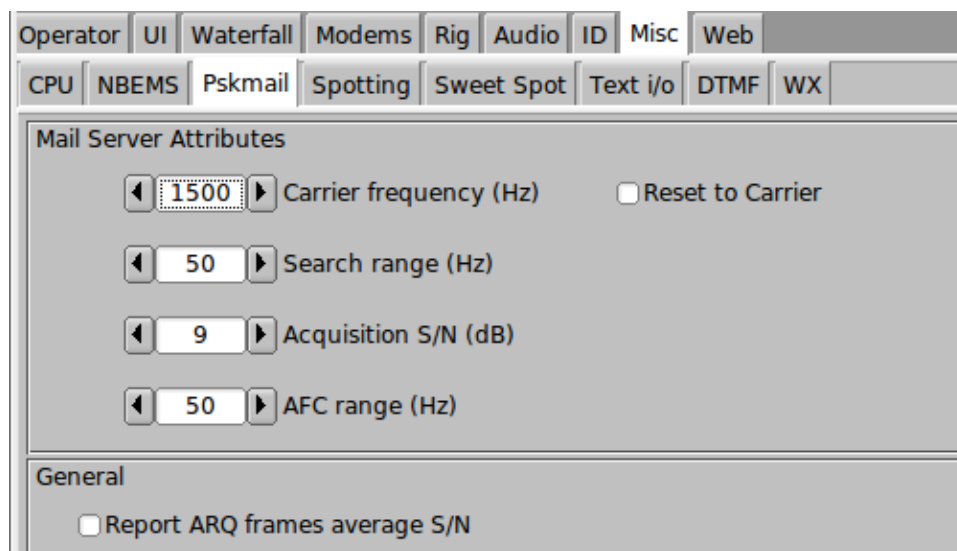 Operator UI Waterfall Modems Rig Audio ID Misc Web
CPU NBEMS Pskmail Spotting Sweet Spot Text i/o DTMF WX
Mail Server Attributes
1500 Carrier frequency (Hz) Reset to Carrier
50 Search range (Hz)
9 Acquisition S/N (dB)
50 AFC range (Hz)
General
Report ARQ frames average S/N